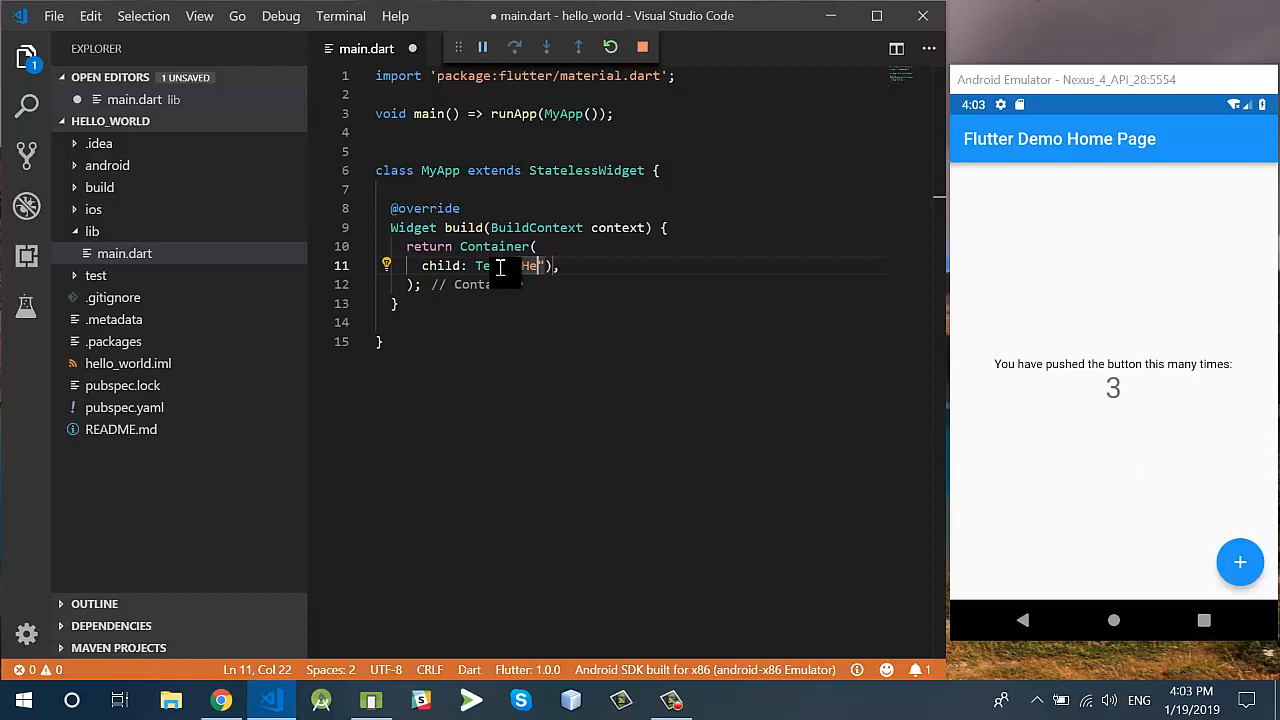 File Edit Selection View Go Debug Terminal Help
● main.dart - hello_world - Visual Studio Code
EXPLORER
OPEN EDITORS 1 UNSAVED
main.dart lib
HELLO_WORLD
.idea
android
build
ios
lib
main.dart
test
.gitignore
.metadata
.packages
hello_world.iml
pubspec.lock
! pubspec.yaml
README.md
OUTLINE
DEPENDENCIES
MAVEN PROJECTS
1
main.dart
1 import 'package:flutter/material.dart';
2
3 void main() => runApp(MyApp());
4
5
6 class MyApp extends StatelessWidget {
7
8 @override
9 Widget build(BuildContext context) {
10 return Container(
11 child: Te He"),
12 ); // Conta
13 }
14
15 }
Android Emulator - Nexus_4_API_28:5554
4:03
Flutter Demo Home Page
You have pushed the button this many times:
3
+
0 0 Ln 11, Col 22 Spaces: 2 UTF-8 CRLF Dart Flutter: 1.0.0 Android SDK built for x86 (android-x86 Emulator) 1
ENG
4:03 PM
1/19/2019